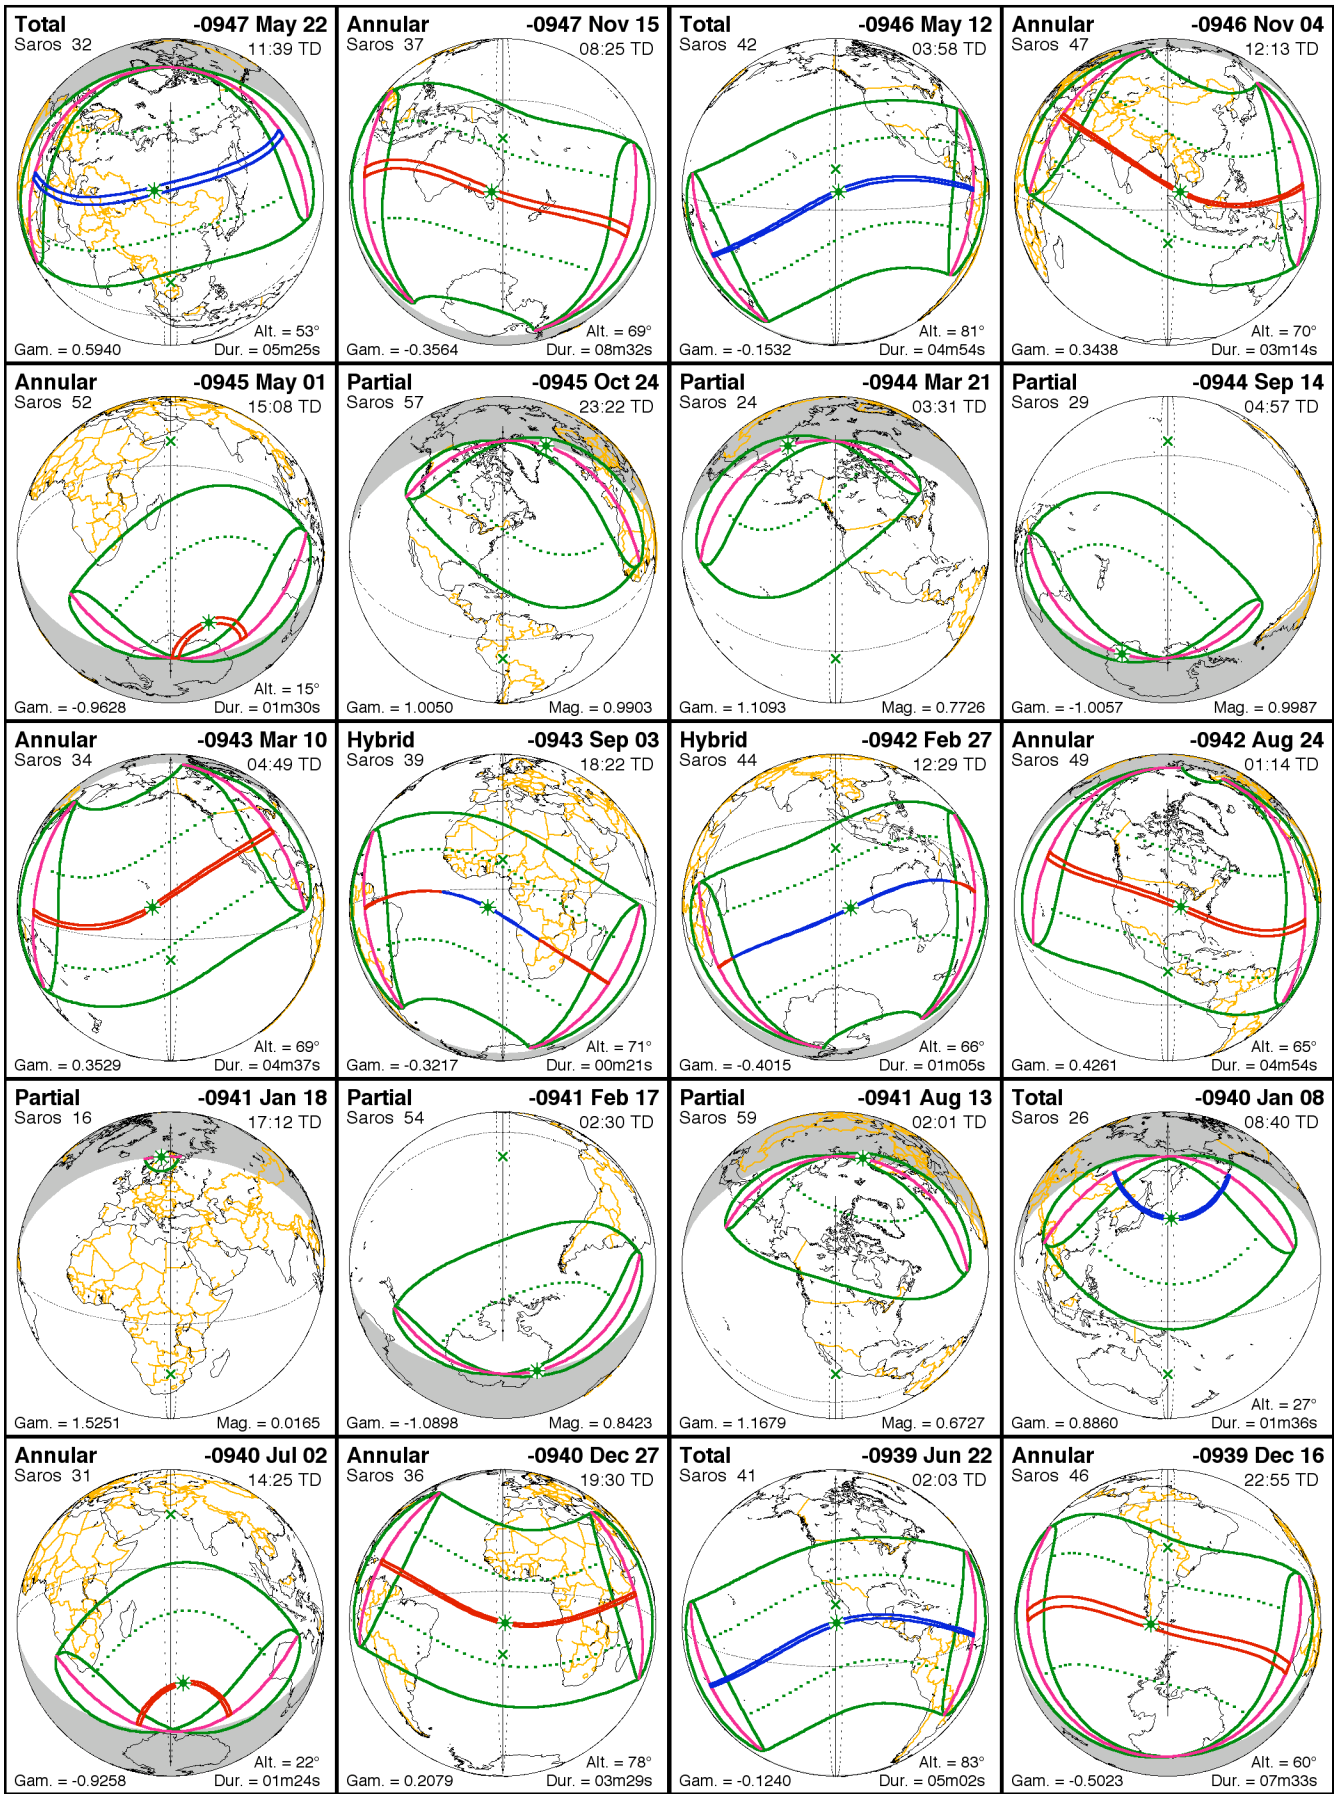 Total -0947 May 22
Saros 32 11:39 TD
Alt. = 53°
Gam. = 0.5940 Dur. = 05m25s
Annular -0947 Nov 15
Saros 37 08:25 TD
Alt. = 69°
Gam. = -0.3564 Dur. = 08m32s
Total -0946 May 12
Saros 42 03:58 TD
Alt. = 81°
Gam. = -0.1532 Dur. = 04m54s
Annular -0946 Nov 04
Saros 47 12:13 TD
Alt. = 70°
Gam. = 0.3438 Dur. = 03m14s
Annular -0945 May 01
Saros 52 15:08 TD
Alt. = 15°
Gam. = -0.9628 Dur. = 01m30s
Partial -0945 Oct 24
Saros 57 23:22 TD
Gam. = 1.0050 Mag. = 0.9903
Partial -0944 Mar 21
Saros 24 03:31 TD
Gam. = 1.1093 Mag. = 0.7726
Partial -0944 Sep 14
Saros 29 04:57 TD
Gam. = -1.0057 Mag. = 0.9987
Annular -0943 Mar 10
Saros 34 04:49 TD
Alt. = 69°
Gam. = 0.3529 Dur. = 04m37s
Hybrid -0943 Sep 03
Saros 39 18:22 TD
Alt. = 71°
Gam. = -0.3217 Dur. = 00m21s
Hybrid -0942 Feb 27
Saros 44 12:29 TD
Alt. = 66°
Gam. = -0.4015 Dur. = 01m05s
Annular -0942 Aug 24
Saros 49 01:14 TD
Alt. = 65°
Gam. = 0.4261 Dur. = 04m54s
Partial -0941 Jan 18
Saros 16 17:12 TD
Gam. = 1.5251 Mag. = 0.0165
Partial -0941 Feb 17
Saros 54 02:30 TD
Gam. = -1.0898 Mag. = 0.8423
Partial -0941 Aug 13
Saros 59 02:01 TD
Gam. = 1.1679 Mag. = 0.6727
Total -0940 Jan 08
Saros 26 08:40 TD
Alt. = 27°
Gam. = 0.8860 Dur. = 01m36s
Annular -0940 Jul 02
Saros 31 14:25 TD
Alt. = 22°
Gam. = -0.9258 Dur. = 01m24s
Annular -0940 Dec 27
Saros 36 19:30 TD
Alt. = 78°
Gam. = 0.2079 Dur. = 03m29s
Total -0939 Jun 22
Saros 41 02:03 TD
Alt. = 83°
Gam. = -0.1240 Dur. = 05m02s
Annular -0939 Dec 16
Saros 46 22:55 TD
Alt. = 60°
Gam. = -0.5023 Dur. = 07m33s